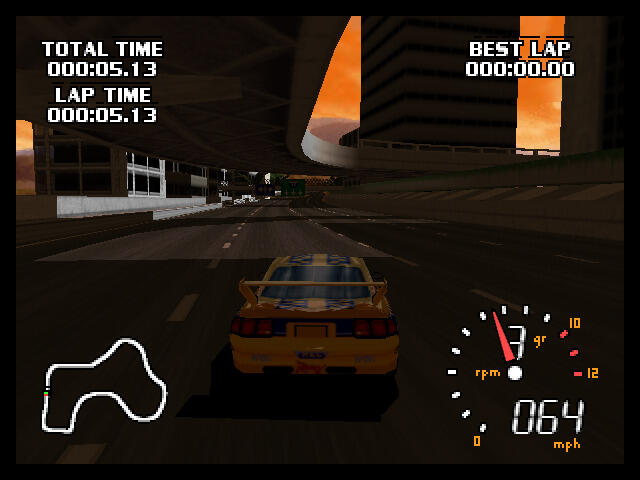 TOTAL TIME
000:05.13
LAP TIME
000:05.13
BEST LAP
000:00.00
10
3 gr
rpm
12
064
0
mph